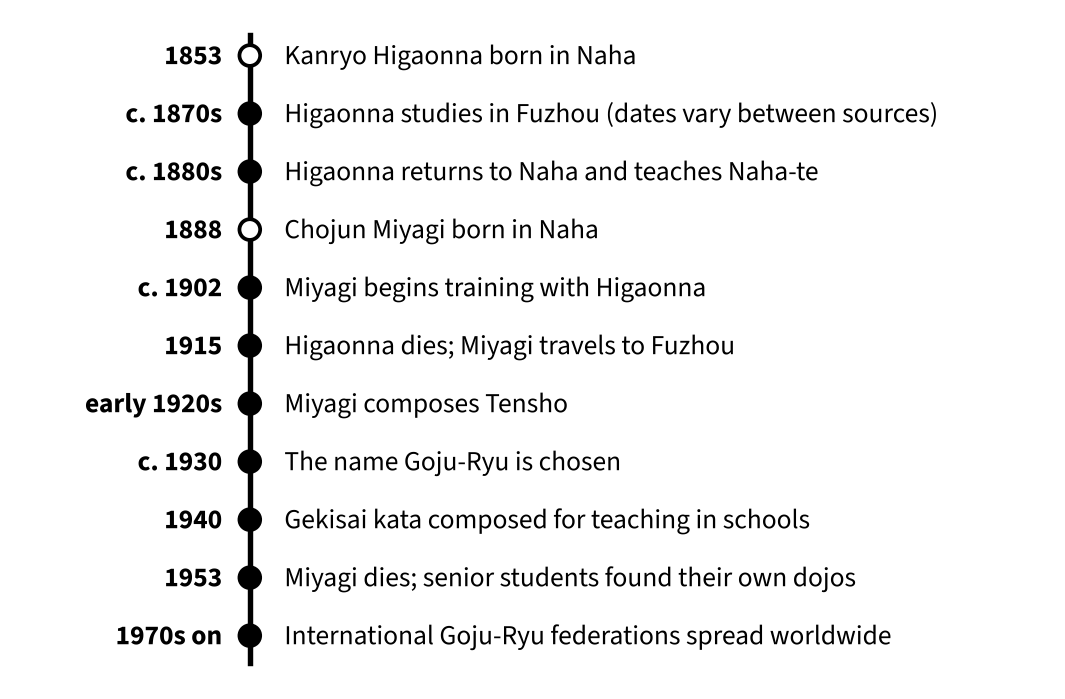 1853 Kanryo Higaonna born in Naha
c. 1870s Higaonna studies in Fuzhou (dates vary between sources)
c. 1880s Higaonna returns to Naha and teaches Naha-te
1888 Chojun Miyagi born in Naha
c. 1902 Miyagi begins training with Higaonna
1915 Higaonna dies; Miyagi travels to Fuzhou
early 1920s Miyagi composes Tensho
c. 1930 The name Goju-Ryu is chosen
1940 Gekisai kata composed for teaching in schools
1953 Miyagi dies; senior students found their own dojos
1970s on International Goju-Ryu federations spread worldwide